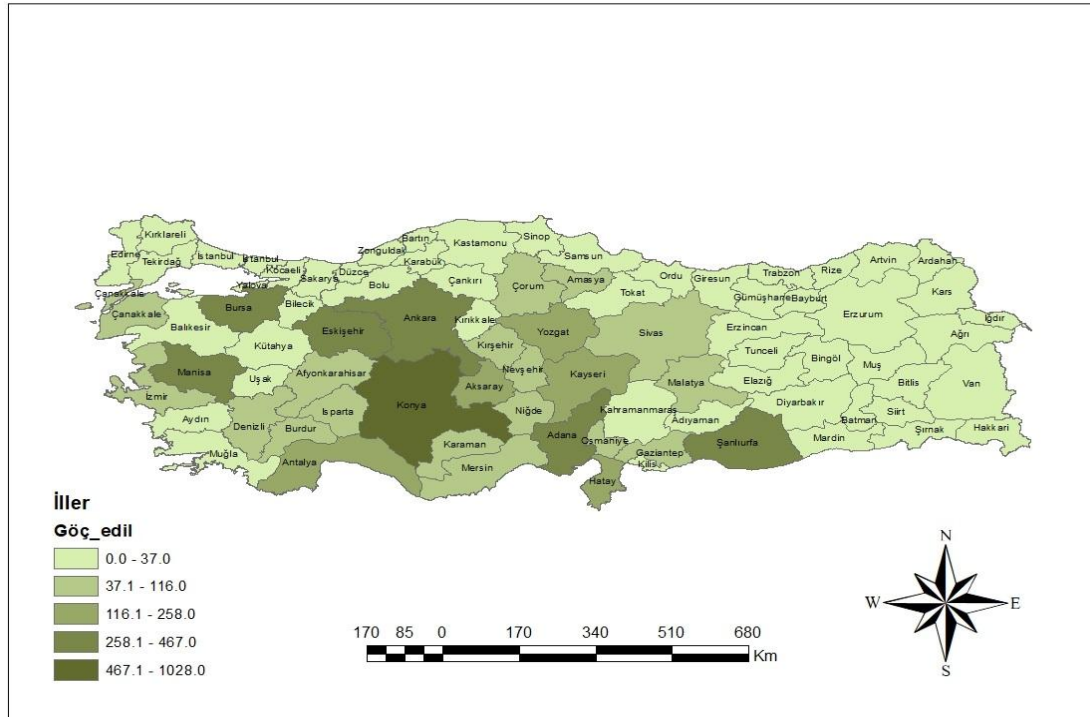 Kırklareli
Edirne
Tekirdağ
İstanbul
İstanbul
Kocaeli
Yalova
Sakarya
Düzce
Zonguldak
Bartın
Karabük
Kastamonu
Sinop
Samsun
Bolu
Çankırı
Çorum
Amasya
Tokat
Ordu
Giresun
Trabzon
Rize
Artvin
Ardahan
Kars
Gümüşhane
Bayburt
Erzurum
Iğdır
Ağrı
Çanakkale
Çanakkale
Bursa
Bilecik
Balıkesir
Kütahya
Eskişehir
Ankara
Kırıkkale
Yozgat
Sivas
Erzincan
Tunceli
Bingöl
Muş
Bitlis
Van
Manisa
Uşak
Afyonkarahisar
Kırşehir
Nevşehir
Kayseri
Malatya
Elazığ
Diyarbakır
İzmir
Aydın
Denizli
Isparta
Burdur
Konya
Aksaray
Niğde
Kahramanmaraş
Adıyaman
Batman
Siirt
Şırnak
Hakkari
Mardin
Şanlıurfa
Muğla
Antalya
Karaman
Mersin
Adana
Osmaniye
Gaziantep
Kilis
Hatay
İller
Göç_edil
0.0 - 37.0
37.1 - 116.0
116.1 - 258.0
258.1 - 467.0
467.1 - 1028.0
170 85 0 170 340 510 680
Km
N
W E
S